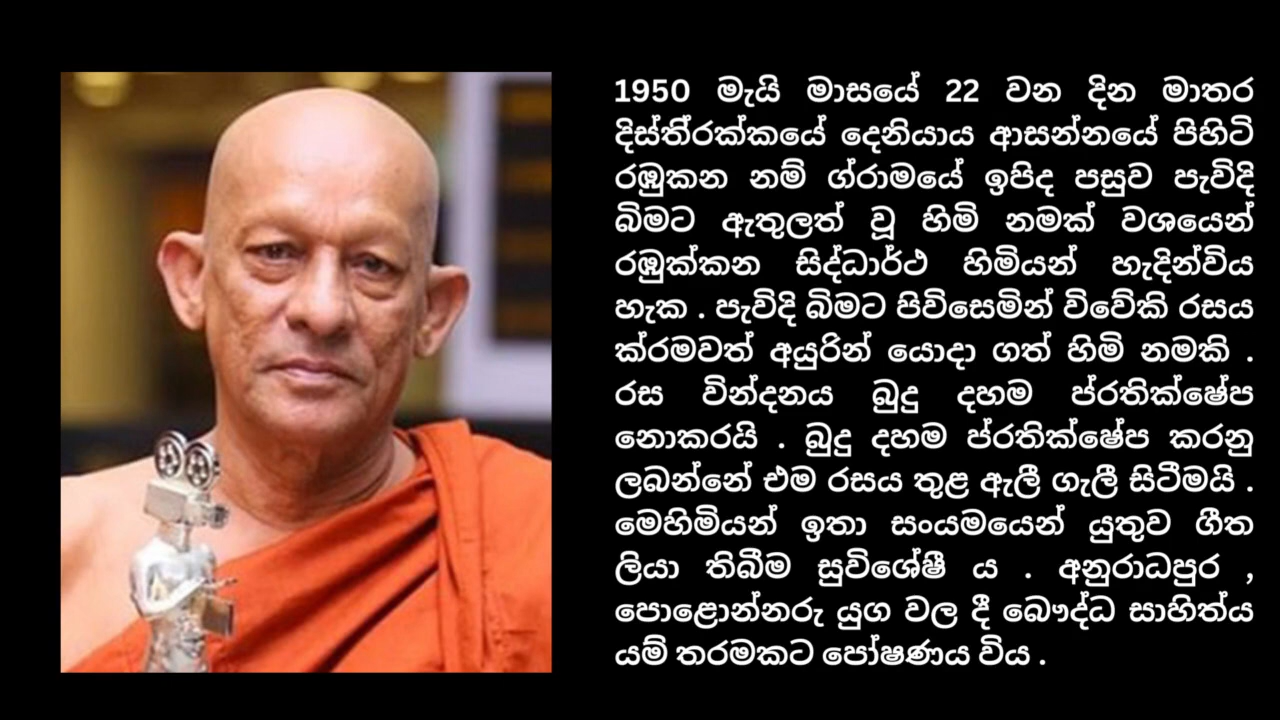 1950 මැයි මාසයේ 22 වන දින මාතර
දිස්ති්‍රක්කයේ දෙනියාය ආසන්නයේ පිහිටි
රඹුකන නම් ග්රාමයේ ඉපිද පසුව පැවිදි
බිමට ඇතුලත් වූ හිමි නමක් වශයෙන්
රඹුක්කන සිද්ධාර්ථ හිමියන් හැදින්විය
හැක . පැවිදි බිමට පිවිසෙමින් විවේකි රසය
ක්රමවත් අයුරින් යොදා ගත් හිමි නමකි .
රස වින්දනය බුදු දහම ප්රතික්ෂේප
නොකරයි . බුදු දහම ප්රතික්ෂේප කරනු
ලබන්නේ එම රසය තුළ ඇලී ගැලී සිටීමයි .
මෙහිමියන් ඉතා සංයමයෙන් යුතුව ගීත
ලියා තිබීම සුවිශේෂී ය . අනුරාධපුර ,
පොළොන්නරු යුග වල දී බෞද්ධ සාහිත්ය
යම් තරමකට පෝෂණය විය .